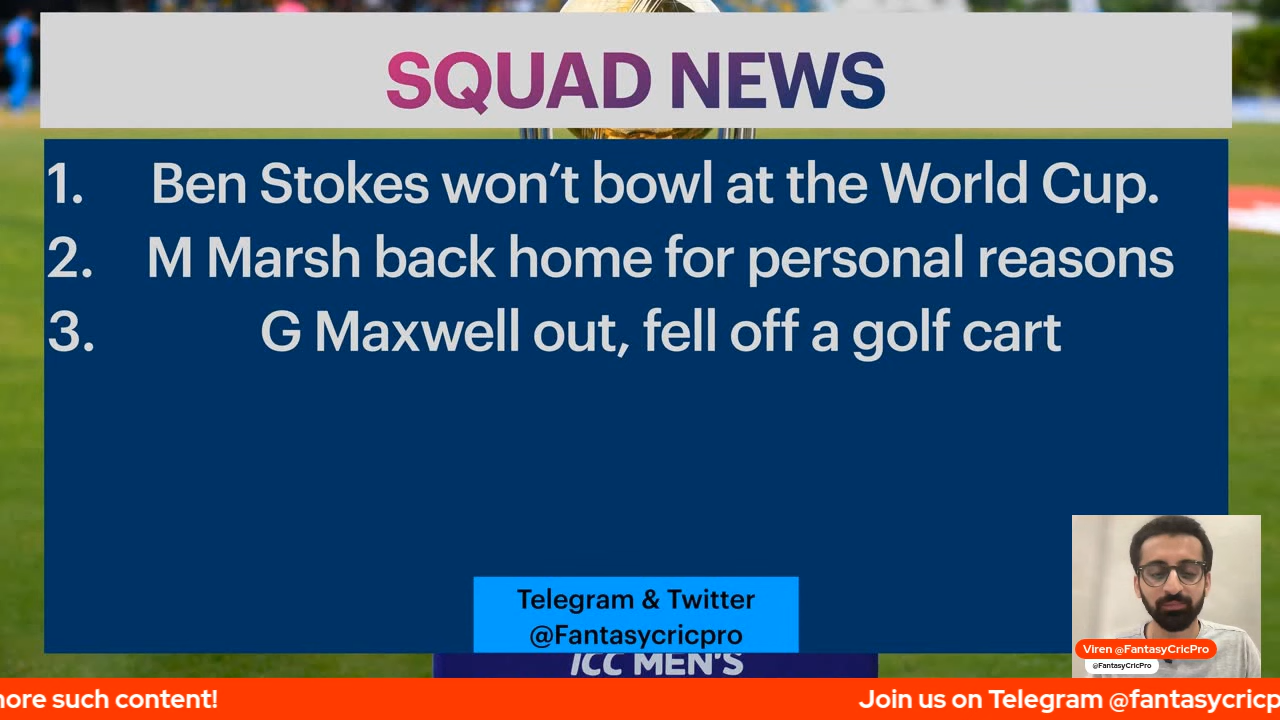 SQUAD NEWS
1. Ben Stokes won’t bowl at the World Cup.
2. M Marsh back home for personal reasons
3. G Maxwell out, fell off a golf cart
Telegram & Twitter
@Fantasycricpro
ICC MEN'S
Viren @FantasyCricPro
@FantasyCricPro
more such content! Join us on Telegram @fantasycricp